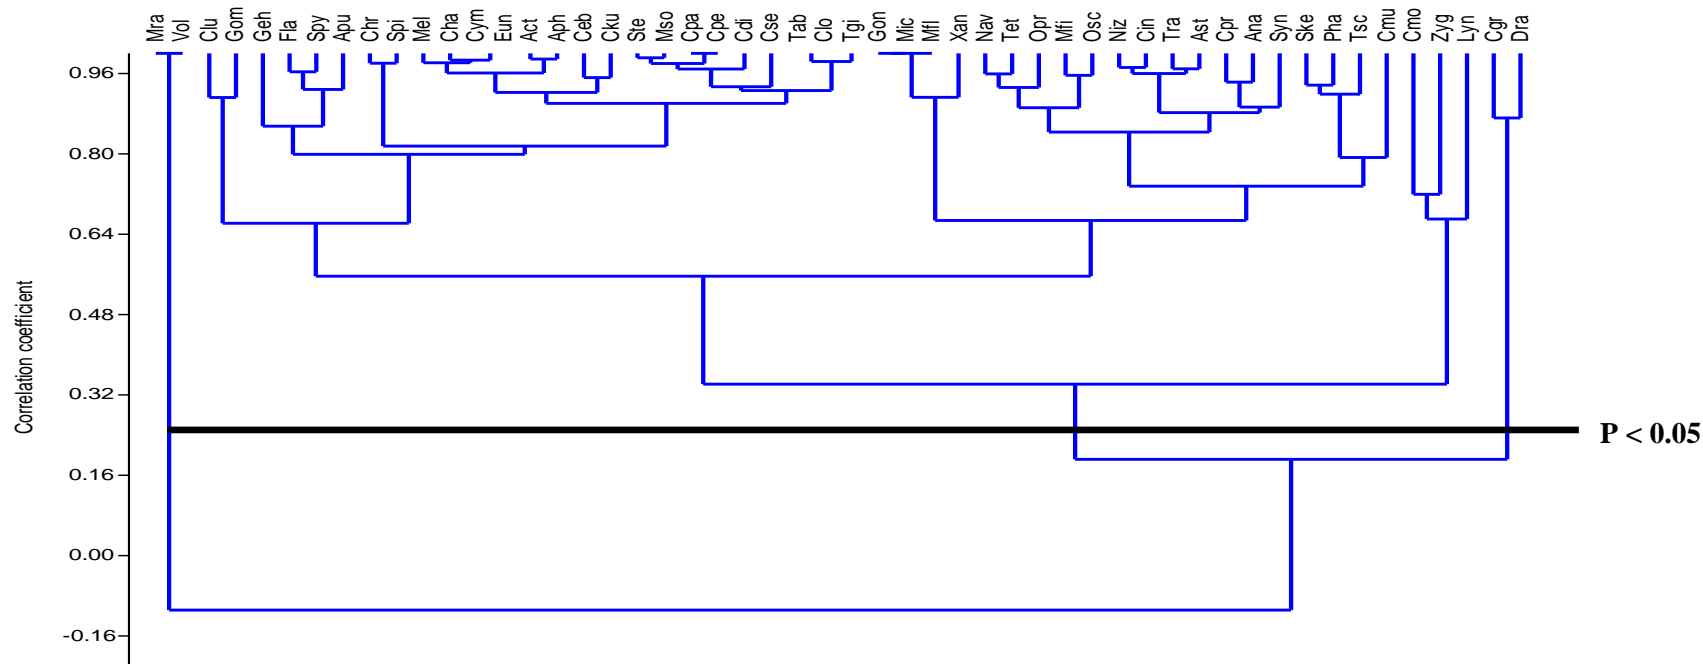 Mra Vol Clu Gom Geh Fla Spy Apu Chr Spi Mel Cha Cym Eun Act Aph Ceb Cku Ste Mso Cpa Cpe Cdi Cse Tab Clo Tgi Gon Mic Mfl Xan Nav Tet Opr Mfi Osc Niz Cin Tra Ast Cpr Ana Syn Ske Pha Tsc Cmu Cmo Zyg Lyn Cgr Dra
0.96
0.80
0.64
0.48
0.32
0.16
0.00
-0.16
Correlation coefficient
P < 0.05